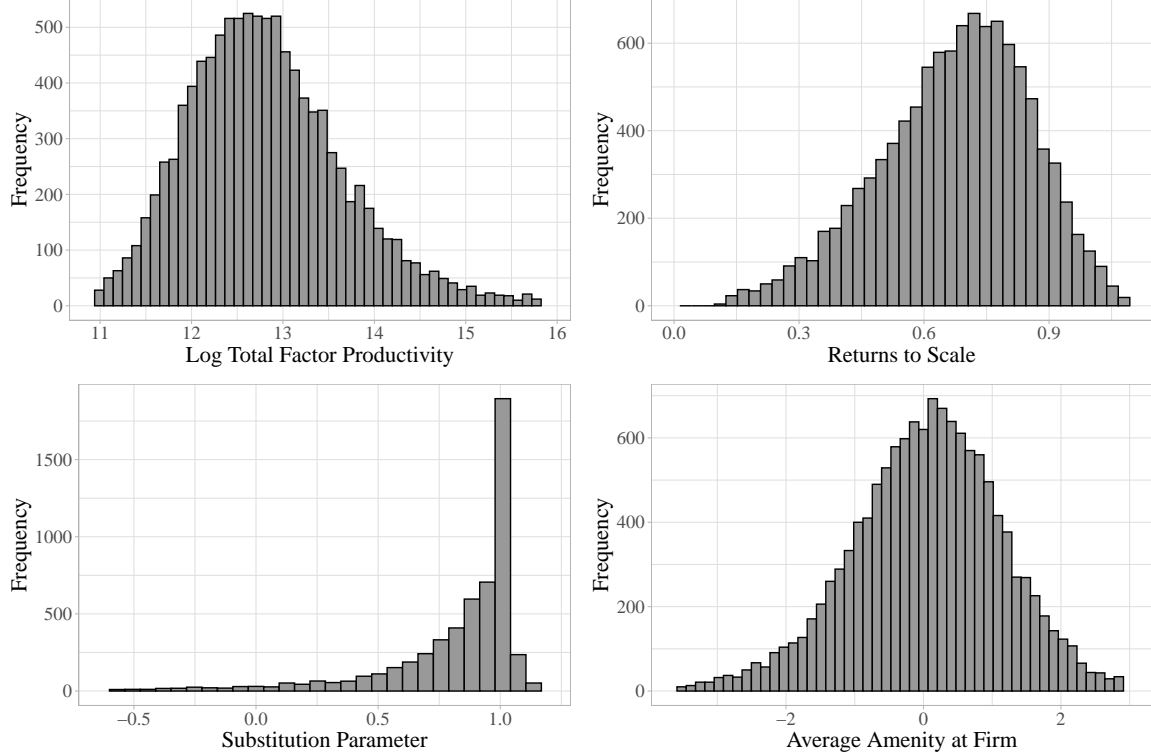 Frequency
500
400
300
200
100
0
11 12 13 14 15 16
Log Total Factor Productivity
Frequency
600
400
200
0
0.0 0.3 0.6 0.9
Returns to Scale
Frequency
1500
1000
500
0
−0.5 0.0 0.5 1.0
Substitution Parameter
Frequency
600
400
200
0
−2 0 2
Average Amenity at Firm